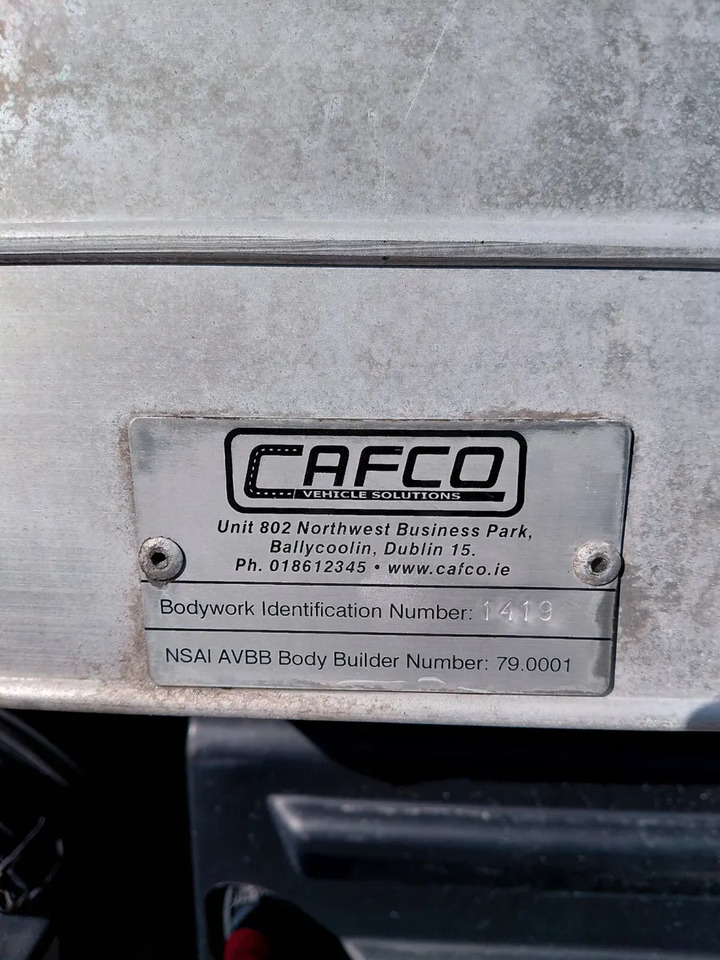 CAFCO
VEHICLE SOLUTIONS
Unit 802 Northwest Business Park,
Ballycoolin, Dublin 15.
Ph. 018612345 • www.cafco.ie
Bodywork Identification Number: 1419
NSAI AVBB Body Builder Number: 79.0001